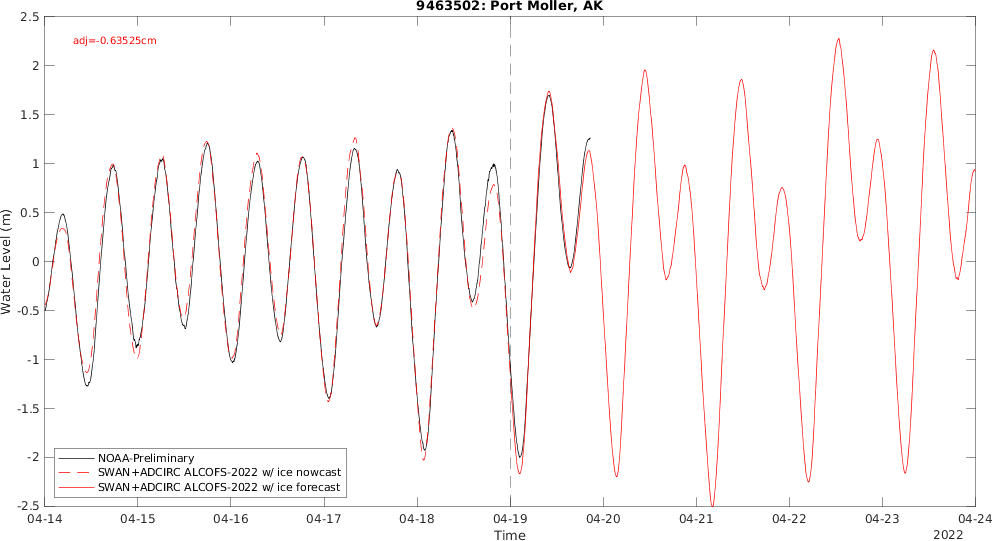 9463502: Port Moller, AK
adj=-0.63525cm
Water Level (m)
2.5
2
1.5
1
0.5
0
-0.5
-1
-1.5
-2
-2.5
NOAA-Preliminary
SWAN+ADCIRC ALCOFS-2022 w/ ice nowcast
SWAN+ADCIRC ALCOFS-2022 w/ ice forecast
04-14 04-15 04-16 04-17 04-18 04-19 04-20 04-21 04-22 04-23 04-24
Time
2022